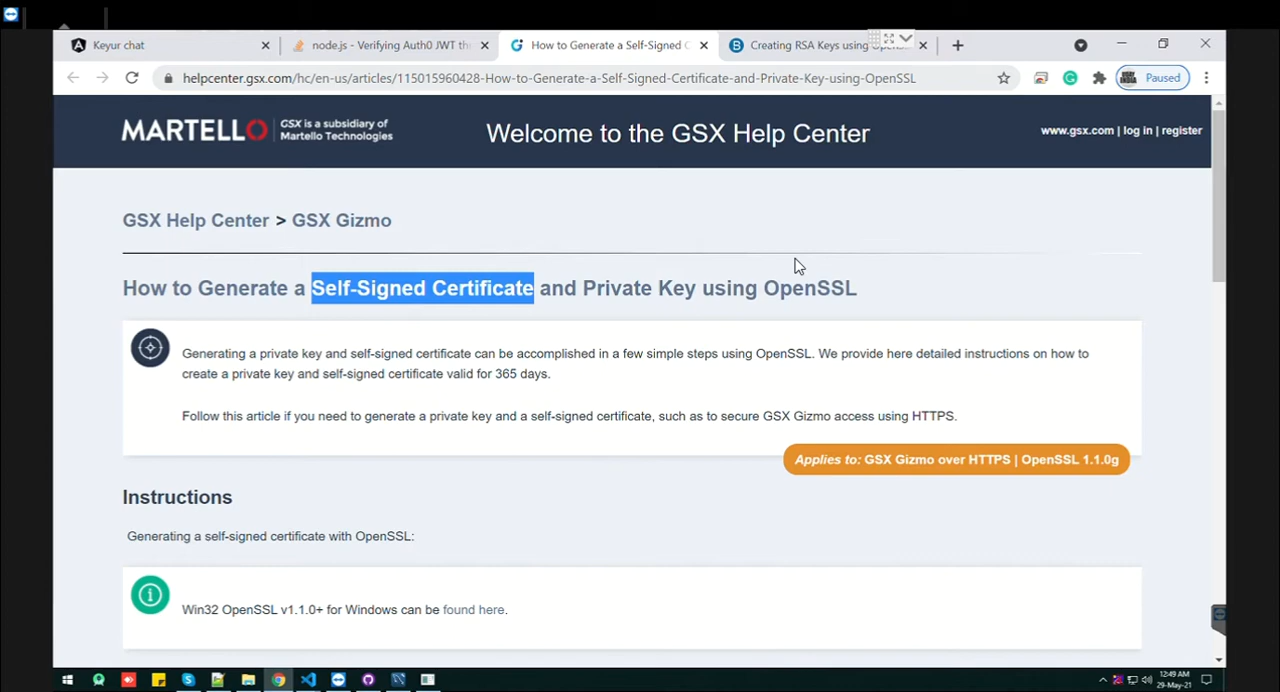 Keyur chat
node.js - Verifying Auth0 JWT th
How to Generate a Self-Signed C
Creating RSA Keys using
helpcenter.gsx.com/hc/en-us/articles/115015960428-How-to-Generate-a-Self-Signed-Certificate-and-Private-Key-using-OpenSSL
Paused
MARTELLO
GSX is a subsidiary of
Martello Technologies
Welcome to the GSX Help Center
www.gsx.com | log in | register
GSX Help Center > GSX Gizmo
How to Generate a Self-Signed Certificate and Private Key using OpenSSL
Generating a private key and self-signed certificate can be accomplished in a few simple steps using OpenSSL. We provide here detailed instructions on how to
create a private key and self-signed certificate valid for 365 days.
Follow this article if you need to generate a private key and a self-signed certificate, such as to secure GSX Gizmo access using HTTPS.
Applies to: GSX Gizmo over HTTPS | OpenSSL 1.1.0g
Instructions
Generating a self-signed certificate with OpenSSL:
Win32 OpenSSL v1.1.0+ for Windows can be found here.
12:49 AM
29-May-21